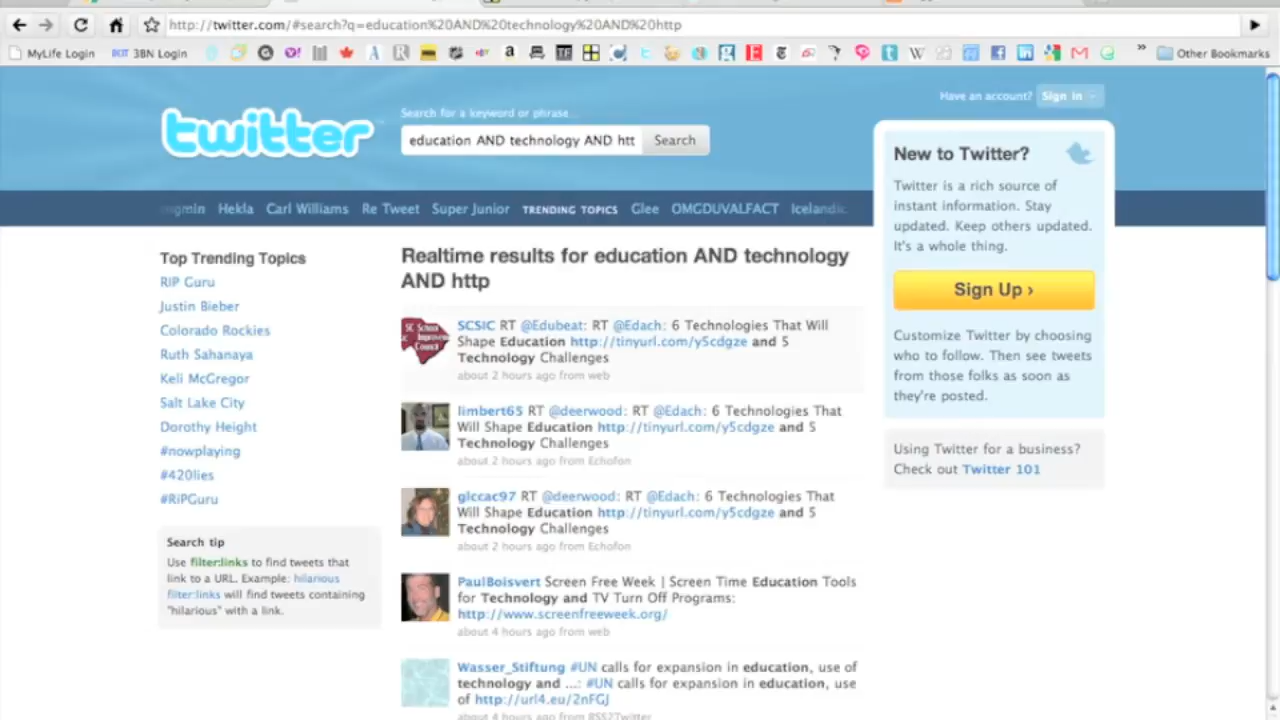 http://twitter.com/#search?q=education%20AND%20technology%20AND%20http
MyLife Login
BOT 3BN Login
Other Bookmarks
twitter
Search for a keyword or phrase...
education AND technology AND htt
Search
Have an account? Sign in
Hekla Carl Williams Re Tweet Super Junior TRENDING TOPICS Glee OMGDUVALFACT Icelandic
Top Trending Topics
RIP Guru
Justin Bieber
Colorado Rockies
Ruth Sahanaya
Keli McGregor
Salt Lake City
Dorothy Height
#nowplaying
#420lies
#RiPGuru
Search tip
Use filter:links to find tweets that
link to a URL. Example: hilarious
filter:links will find tweets containing
"hilarious" with a link.
Realtime results for education AND technology
AND http
SCSIC RT @Edubeat: RT @Edach: 6 Technologies That Will
Shape Education http://tinyurl.com/y5cdgze and 5
Technology Challenges
about 2 hours ago from web
limbert65 RT @deerwood: RT @Edach: 6 Technologies That
Will Shape Education http://tinyurl.com/y5cdgze and 5
Technology Challenges
about 2 hours ago from Echofon
glccac97 RT @deerwood: RT @Edach: 6 Technologies That
Will Shape Education http://tinyurl.com/y5cdgze and 5
Technology Challenges
about 2 hours ago from Echofon
PaulBoisvert Screen Free Week | Screen Time Education Tools
for Technology and TV Turn Off Programs:
http://www.screenfreeweek.org/
about 4 hours ago from web
Wasser_Stiftung #UN calls for expansion in education, use of
technology and ...: #UN calls for expansion in education, use
of http://url4.eu/2nFGJ
about 4 hours ago from RSS2Twitter
New to Twitter?
Twitter is a rich source of
instant information. Stay
updated. Keep others updated.
It's a whole thing.
Sign Up ›
Customize Twitter by choosing
who to follow. Then see tweets
from those folks as soon as
they're posted.
Using Twitter for a business?
Check out Twitter 101